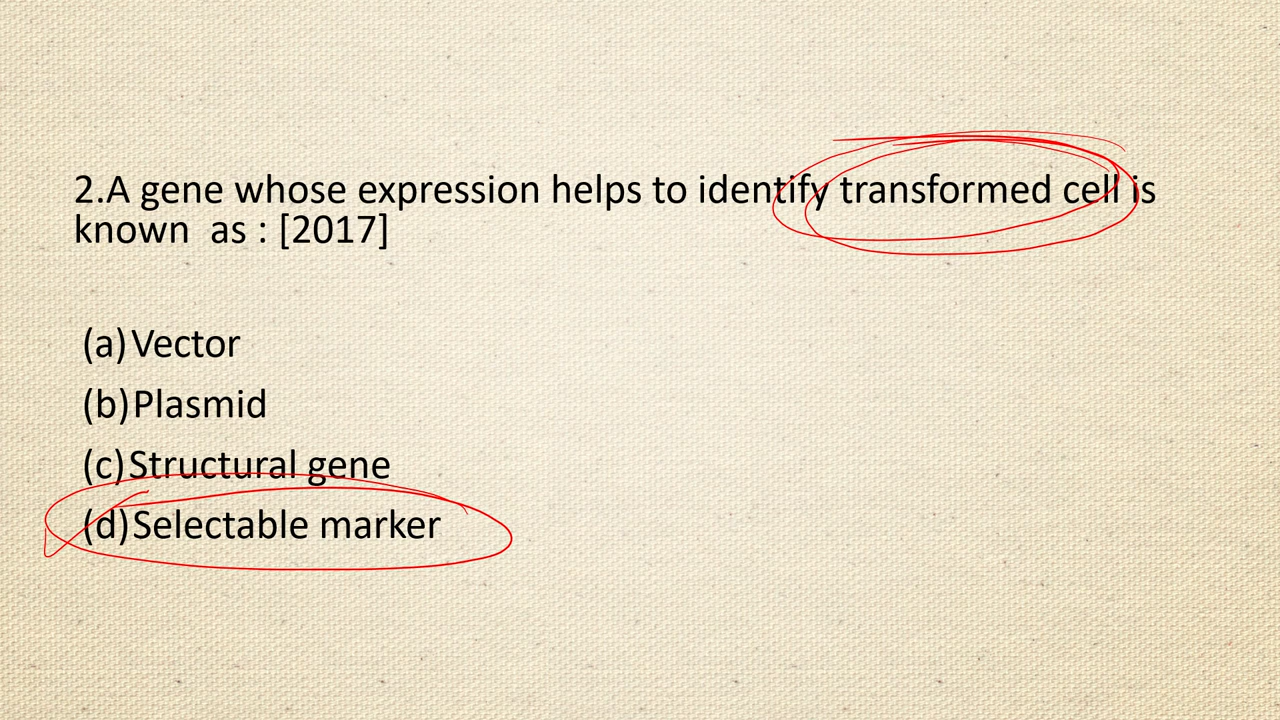 2.A gene whose expression helps to identify transformed cell is
known as : [2017]
(a) Vector
(b) Plasmid
(c) Structural gene
(d) Selectable marker